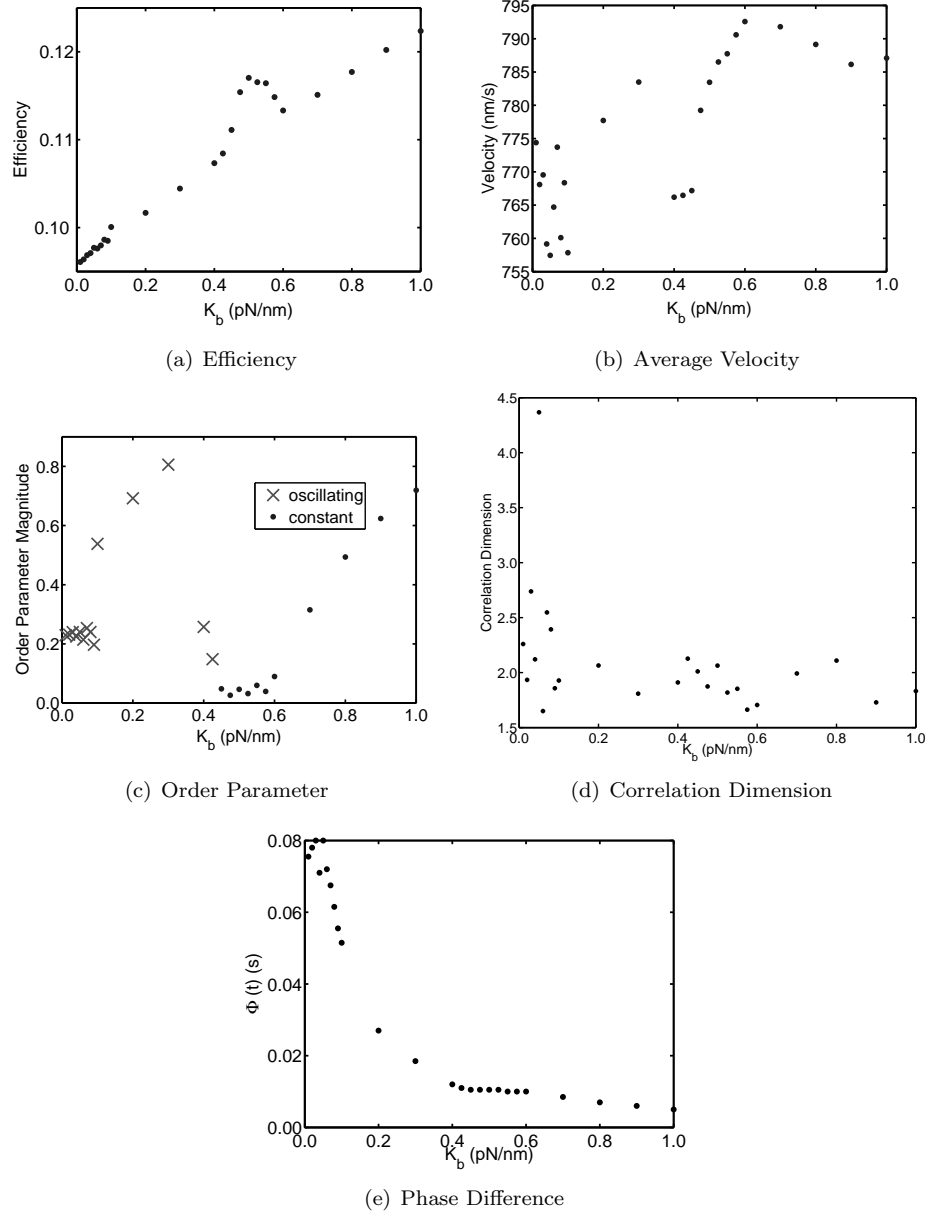 0.12
0.11
0.10
Efficiency
0.0 0.2 0.4 0.6 0.8 1.0
K_b (pN/nm)
(a) Efficiency
795
790
785
780
775
770
765
760
755
Velocity (nm/s)
0.0 0.2 0.4 0.6 0.8 1.0
K_b (pN/nm)
(b) Average Velocity
0.8
0.6
0.4
0.2
0.0
Order Parameter Magnitude
oscillating
constant
0.0 0.2 0.4 0.6 0.8 1.0
K_b (pN/nm)
(c) Order Parameter
4.5
4.0
3.5
3.0
2.5
2.0
1.5
Correlation Dimension
0.0 0.2 0.4 0.6 0.8 1.0
K_b (pN/nm)
(d) Correlation Dimension
0.08
0.06
0.04
0.02
0.00
Φ (t) (s)
0.0 0.2 0.4 0.6 0.8 1.0
K_b (pN/nm)
(e) Phase Difference